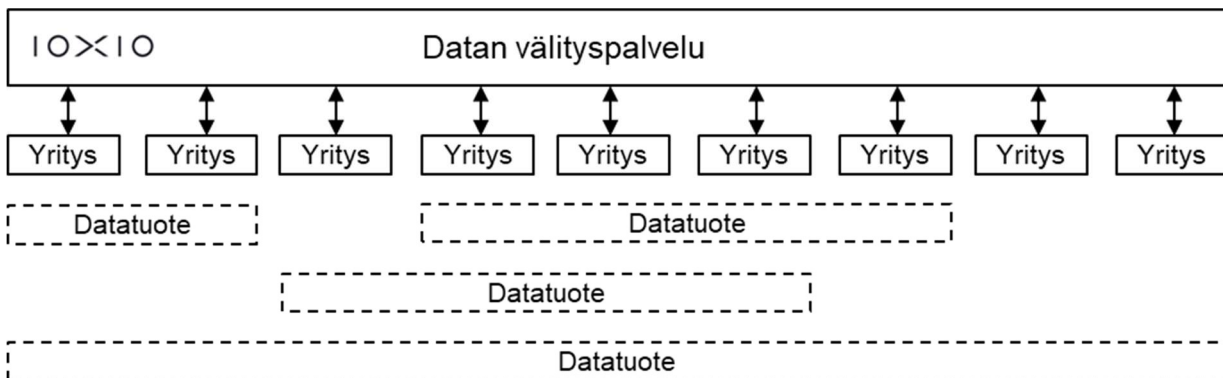 IOXIO Datan välityspalvelu
Yritys Yritys Yritys Yritys Yritys Yritys Yritys Yritys Yritys
Datatuote Datatuote
Datatuote
Datatuote